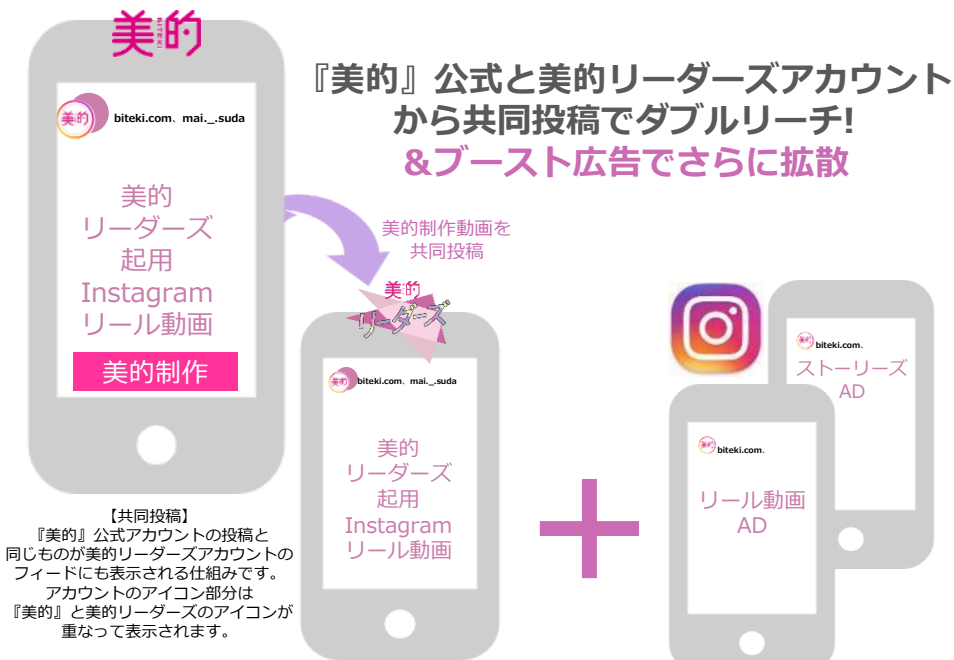 美的
BITEKI
『美的』公式と美的リーダーズアカウント
から共同投稿でダブルリーチ!
&ブースト広告でさらに拡散
美的
biteki.com、mai._.suda
美的
リーダーズ
起用
Instagram
リール動画
美的制作
美的制作動画を
共同投稿
美的
リーダーズ
美的
biteki.com、mai._.suda
美的
リーダーズ
起用
Instagram
リール動画
美的
biteki.com、
ストーリーズ
AD
美的
biteki.com、
リール動画
AD
【共同投稿】
『美的』公式アカウントの投稿と
同じものが美的リーダーズアカウントの
フィードにも表示される仕組みです。
アカウントのアイコン部分は
『美的』と美的リーダーズのアイコンが
重なって表示されます。